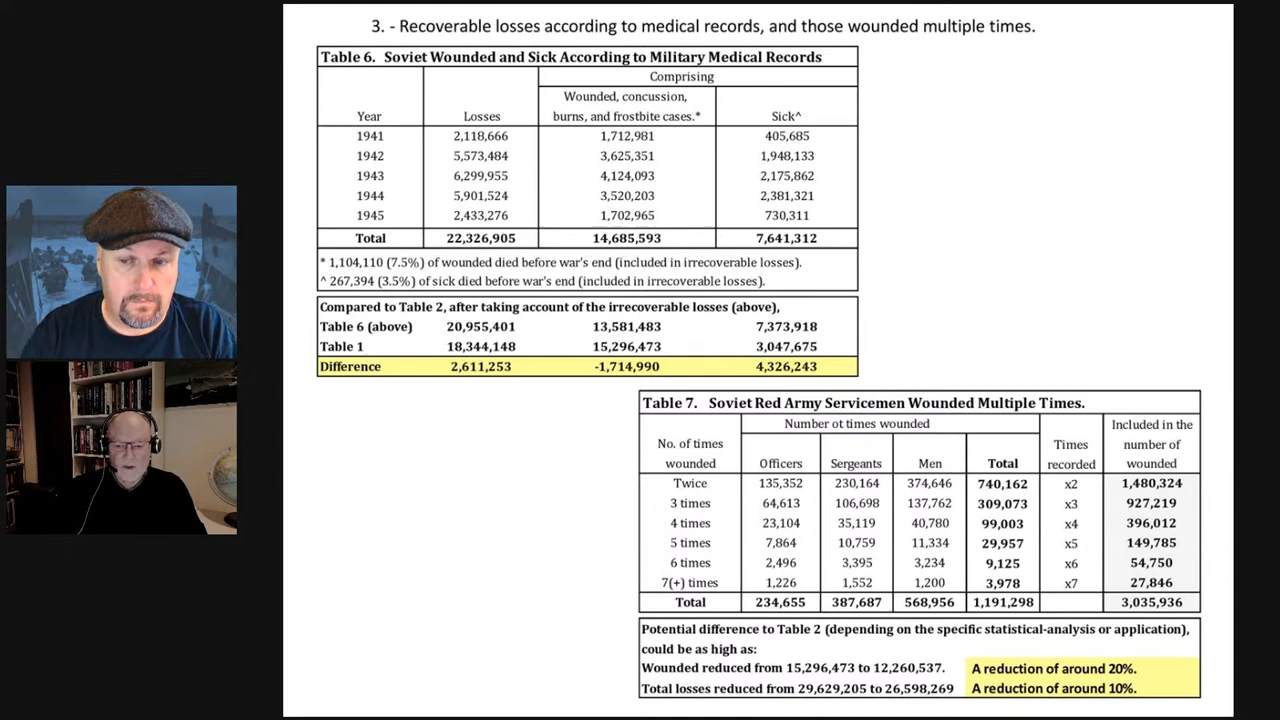 3. - Recoverable losses according to medical records, and those wounded multiple times.
Table 6. Soviet Wounded and Sick According to Military Medical Records
Comprising
Wounded, concussion,
Year Losses burns, and frostbite cases.* Sick^
1941 2,118,666 1,712,981 405,685
1942 5,573,484 3,625,351 1,948,133
1943 6,299,955 4,124,093 2,175,862
1944 5,901,524 3,520,203 2,381,321
1945 2,433,276 1,702,965 730,311
Total 22,326,905 14,685,593 7,641,312
* 1,104,110 (7.5%) of wounded died before war's end (included in irrecoverable losses).
^ 267,394 (3.5%) of sick died before war's end (included in irrecoverable losses).
Compared to Table 2, after taking account of the irrecoverable losses (above),
Table 6 (above) 20,955,401 13,581,483 7,373,918
Table 1 18,344,148 15,296,473 3,047,675
Difference 2,611,253 -1,714,990 4,326,243
Table 7. Soviet Red Army Servicemen Wounded Multiple Times.
Number of times wounded Included in the
No. of times Times number of
wounded Officers Sergeants Men Total recorded wounded
Twice 135,352 230,164 374,646 740,162 x2 1,480,324
3 times 64,613 106,698 137,762 309,073 x3 927,219
4 times 23,104 35,119 40,780 99,003 x4 396,012
5 times 7,864 10,759 11,334 29,957 x5 149,785
6 times 2,496 3,395 3,234 9,125 x6 54,750
7(+) times 1,226 1,552 1,200 3,978 x7 27,846
Total 234,655 387,687 568,956 1,191,298 3,035,936
Potential difference to Table 2 (depending on the specific statistical-analysis or application),
could be as high as:
Wounded reduced from 15,296,473 to 12,260,537. A reduction of around 20%.
Total losses reduced from 29,629,205 to 26,598,269 A reduction of around 10%.